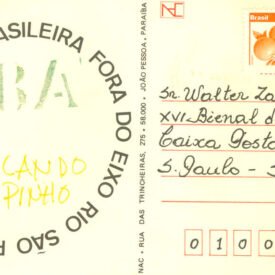 BRASILEIRA FORA DO EIXO RIO SÃO P
BA
CANDO
PINHO
NAC • RUA DAS TRINCHEIRAS, 275 • 58.000 • JOÃO PESSOA, PARAÍBA
Brasil
Sr. Walter Za
XVI Bienal d
Caixa Posta
S. Paulo - S
0 1 0 0